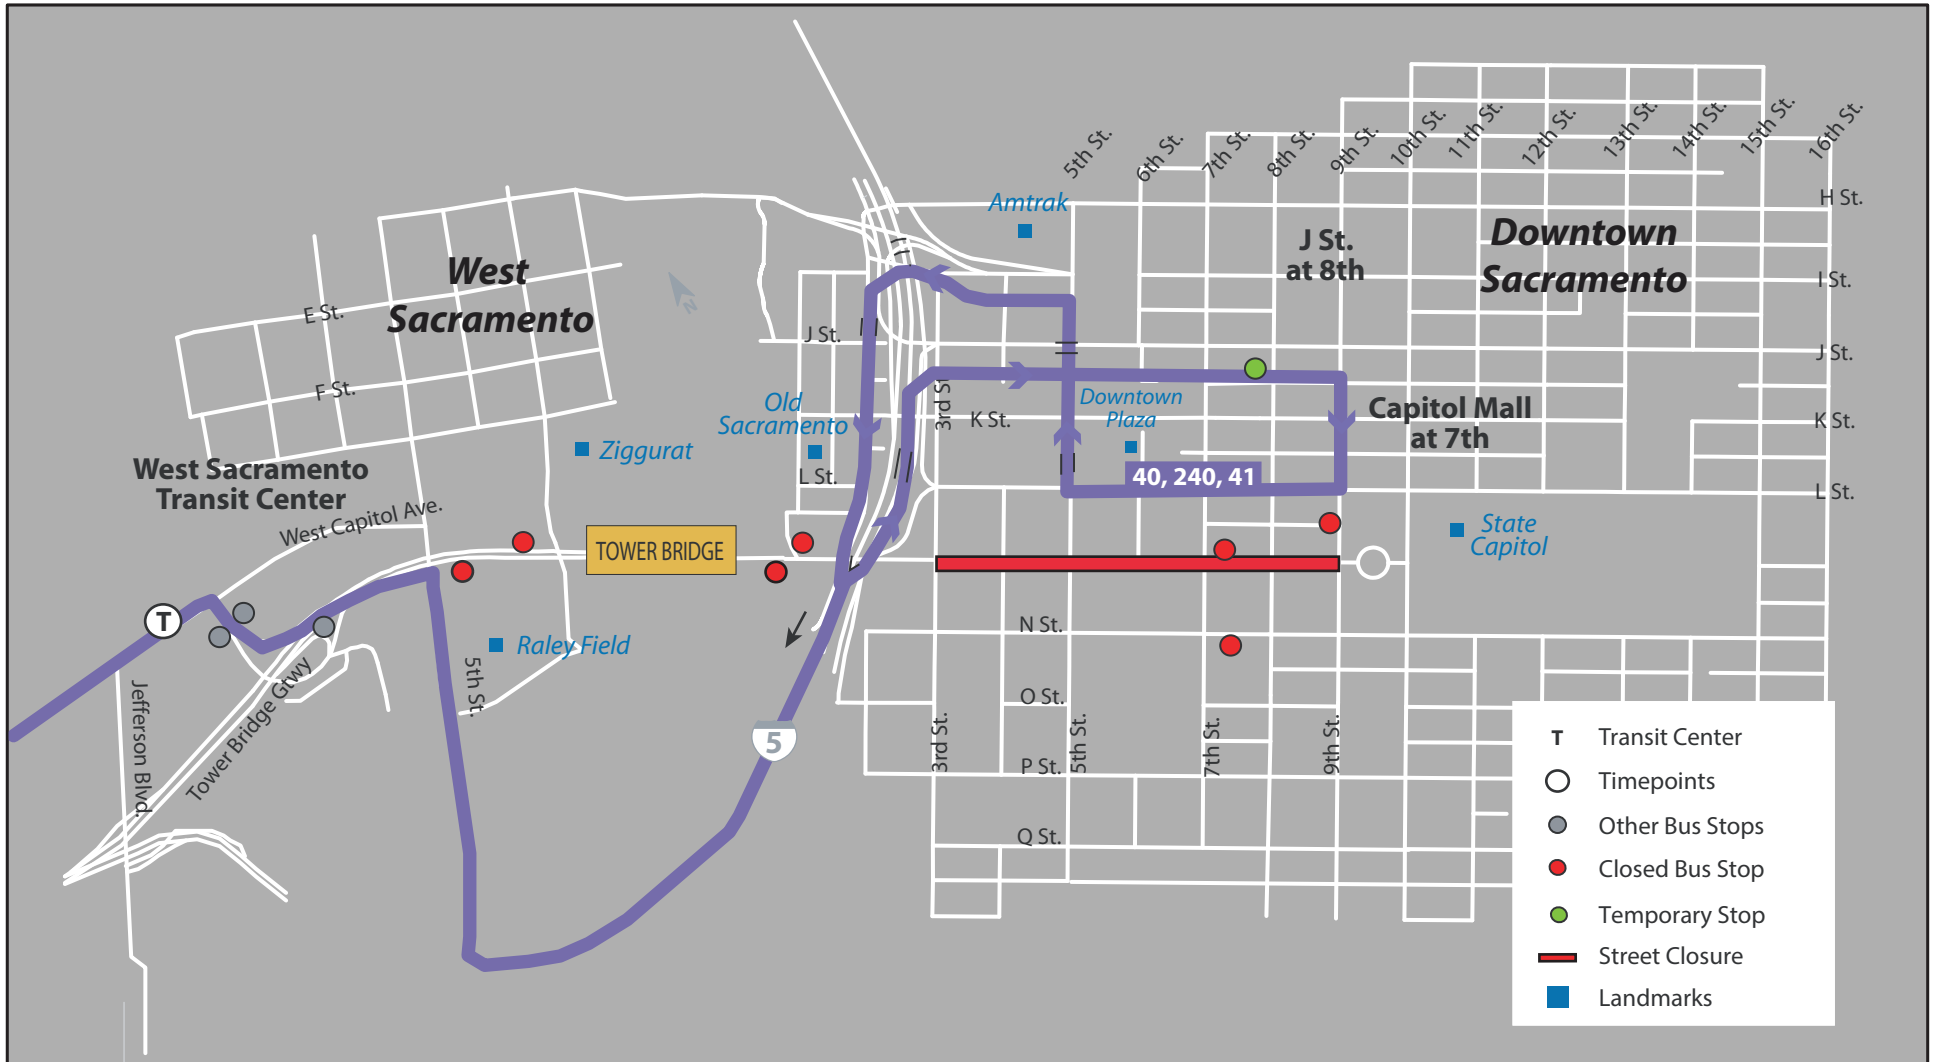 5th St.
6th St.
7th St.
8th St.
9th St.
10th St.
11th St.
12th St.
13th St.
14th St.
15th St.
16th St.
H St.
Amtrak
J St.
at 8th
Downtown
Sacramento
West
Sacramento
N
I St.
E St.
J St.
J St.
F St.
Old
Sacramento
3rd St
K St.
Downtown
Plaza
Capitol Mall
at 7th
K St.
Ziggurat
West Sacramento
Transit Center
L St.
40, 240, 41
L St.
West Capitol Ave.
TOWER BRIDGE
State
Capitol
T
N St.
Raley Field
5th St.
Jefferson Blvd.
Tower Bridge Gtwy
O St.
5
3rd St.
5th St.
7th St.
9th St.
P St.
Q St.
T Transit Center
Timepoints
Other Bus Stops
Closed Bus Stop
Temporary Stop
Street Closure
Landmarks